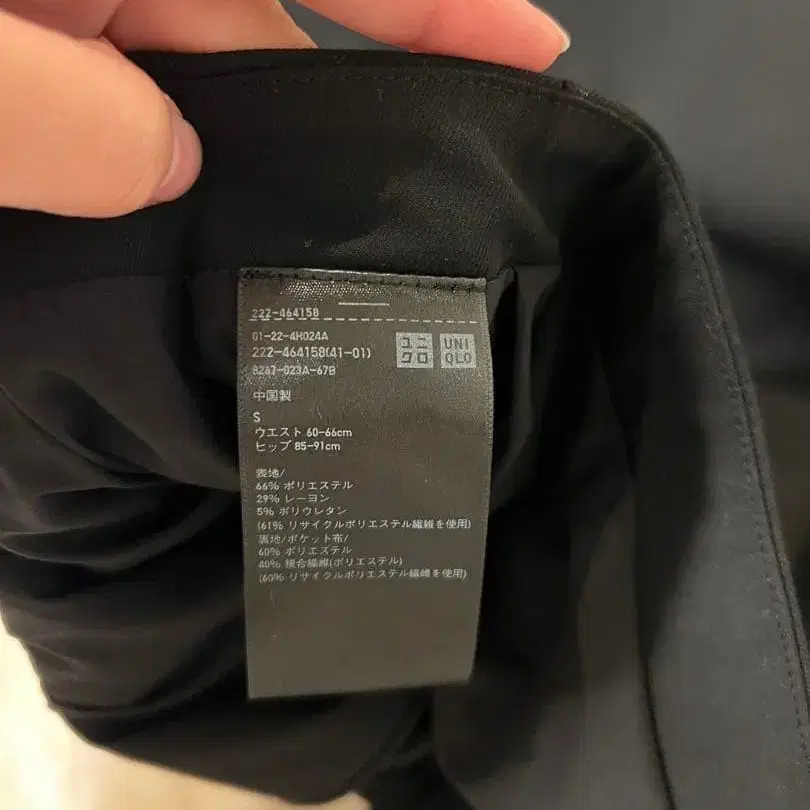 222-464158
01-22-4H024A
222-464158(41-01)
8267-023A-67B
ユニ
クロ
UNI
QLO
中国製
S
ウエスト 60-66cm
ヒップ 85-91cm
表地/
66% ポリエステル
29% レーヨン
5% ポリウレタン
(61% リサイクルポリエステル繊維を使用)
裏地/ポケット布/
60% ポリエステル
40% 複合繊維(ポリエステル)
(60% リサイクルポリエステル繊維を使用)